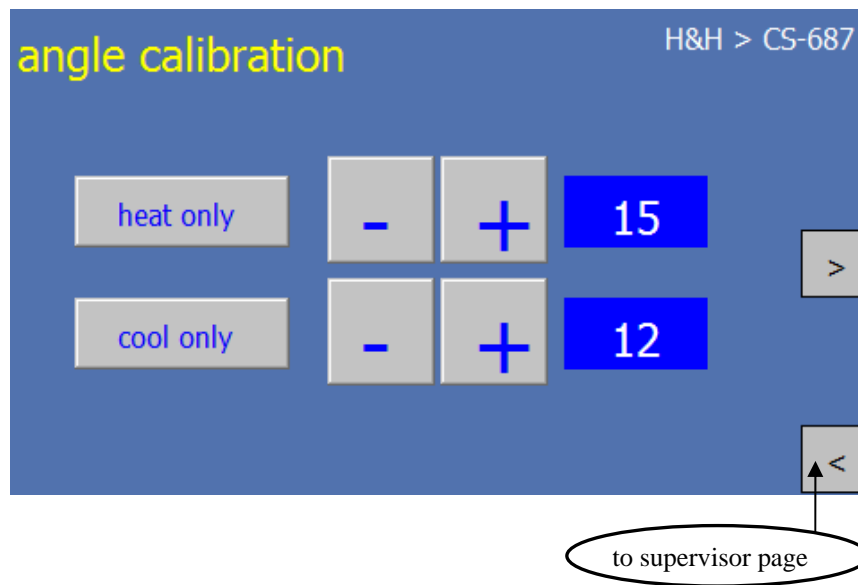 angle calibration
H&H > CS-687
heat only - + 15
>
cool only - + 12
<
to supervisor page